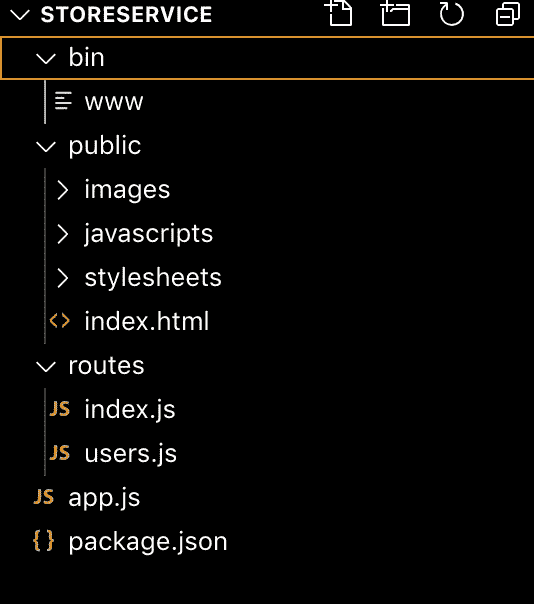 STORESERVICE
bin
www
public
images
javascripts
stylesheets
<> index.html
routes
JS index.js
JS users.js
JS app.js
{} package.json